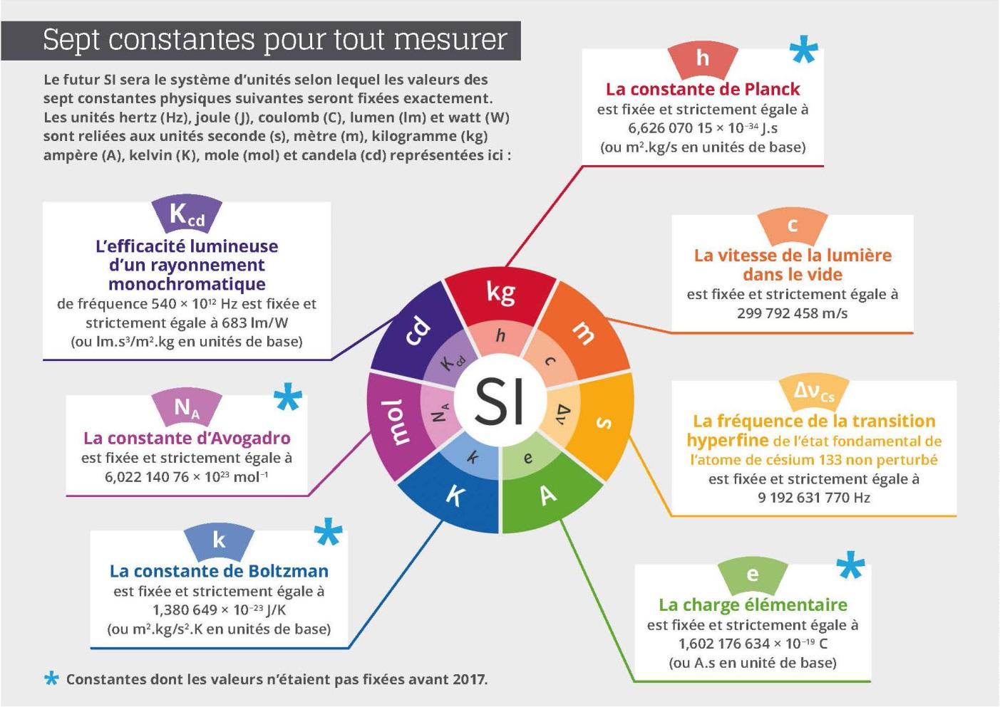 Sept constantes pour tout mesurer
Le futur SI sera le système d'unités selon lequel les valeurs des
sept constantes physiques suivantes seront fixées exactement.
Les unités hertz (Hz), joule (J), coulomb (C), lumen (lm) et watt (W)
sont reliées aux unités seconde (s), mètre (m), kilogramme (kg)
ampère (A), kelvin (K), mole (mol) et candela (cd) représentées ici :
h
*
La constante de Planck
est fixée et strictement égale à
6,626 070 15 × 10⁻³⁴ J.s
(ou m².kg/s en unités de base)
c
La vitesse de la lumière
dans le vide
est fixée et strictement égale à
299 792 458 m/s
Δν Cs
La fréquence de la transition
hyperfine de l'état fondamental de
l'atome de césium 133 non perturbé
est fixée et strictement égale à
9 192 631 770 Hz
e
*
La charge élémentaire
est fixée et strictement égale à
1,602 176 634 × 10⁻¹⁹ C
(ou A.s en unité de base)
K cd
L'efficacité lumineuse
d'un rayonnement
monochromatique
de fréquence 540 × 10¹² Hz est fixée et
strictement égale à 683 lm/W
(ou lm.s³/m².kg en unités de base)
N A
*
La constante d'Avogadro
est fixée et strictement égale à
6,022 140 76 × 10²³ mol⁻¹
k
*
La constante de Boltzman
est fixée et strictement égale à
1,380 649 × 10⁻²³ J/K
(ou m².kg/s².K en unités de base)
kg
h
m
c
s
Δν
A
e
K
k
mol
N A
cd
K cd
SI
* Constantes dont les valeurs n'étaient pas fixées avant 2017.